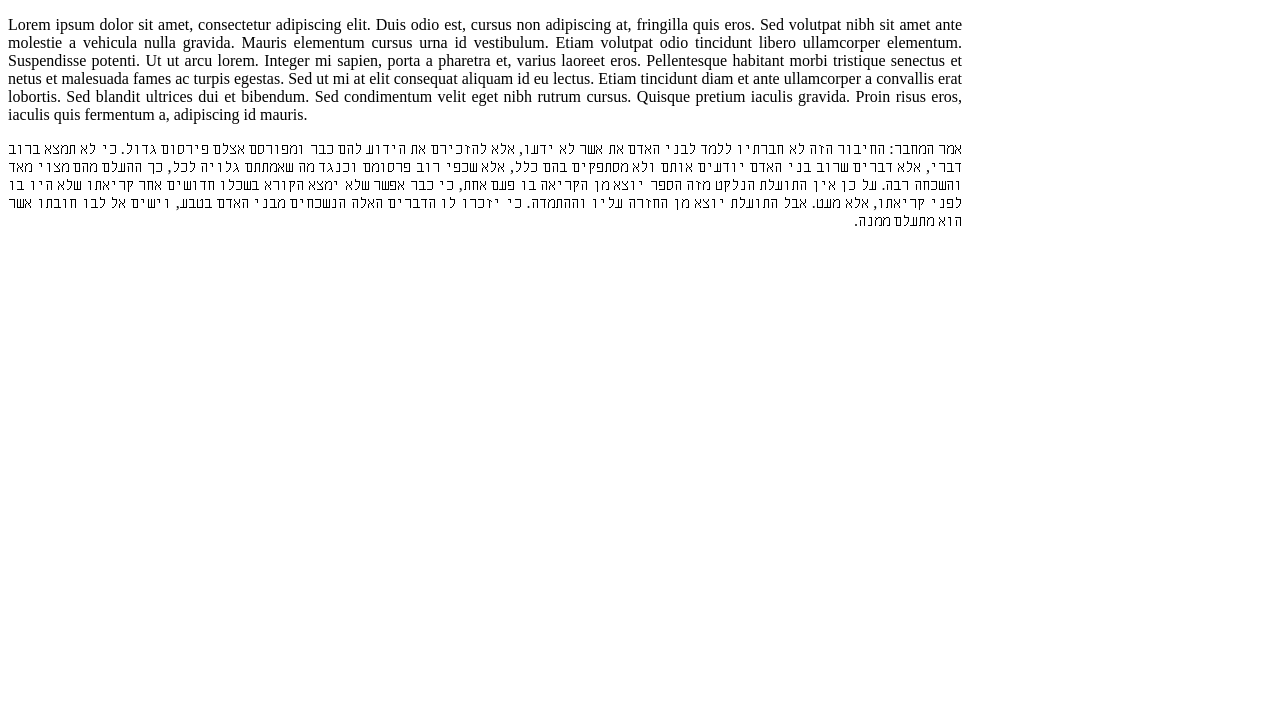 Lorem ipsum dolor sit amet, consectetur adipiscing elit. Duis odio est, cursus non adipiscing at, fringilla quis eros. Sed volutpat nibh sit amet ante
molestie a vehicula nulla gravida. Mauris elementum cursus urna id vestibulum. Etiam volutpat odio tincidunt libero ullamcorper elementum.
Suspendisse potenti. Ut ut arcu lorem. Integer mi sapien, porta a pharetra et, varius laoreet eros. Pellentesque habitant morbi tristique senectus et
netus et malesuada fames ac turpis egestas. Sed ut mi at elit consequat aliquam id eu lectus. Etiam tincidunt diam et ante ullamcorper a convallis erat
lobortis. Sed blandit ultrices dui et bibendum. Sed condimentum velit eget nibh rutrum cursus. Quisque pretium iaculis gravida. Proin risus eros,
iaculis quis fermentum a, adipiscing id mauris.
אמר המחבר: החיבור הזה לא חברתיו ללמד לבני האדם את אשר לא ידעו, אלא להזכירם את הידוע להם כבר ומפורסם אצלם פירסום גדול. כי לא תמצא ברוב
דברי, אלא דברים שרוב בני האדם יודעים אותם ולא מסתפקים בהם כלל, אלא שכפי רוב פרסומם וכנגד מה שאמתתם גלויה לכל, כך ההעלם מהם מצוי מאד
והשכחה רבה. על כן אין התועלת הנלקט מזה הספר יוצא מן הקריאה בו פעם אחת, כי כבר אפשר שלא ימצא הקורא בשכלו חדושים אחר קריאתו שלא היו בו
לפני קריאתו, אלא מעט. אבל התועלת יוצא מן החזורה עליו וההתמדה. כי יזכרו לו הדברים האלה הנשכחים מבני האדם בטבע, וישים אל לבו חובתו אשר
הוא מתעלם ממנה.